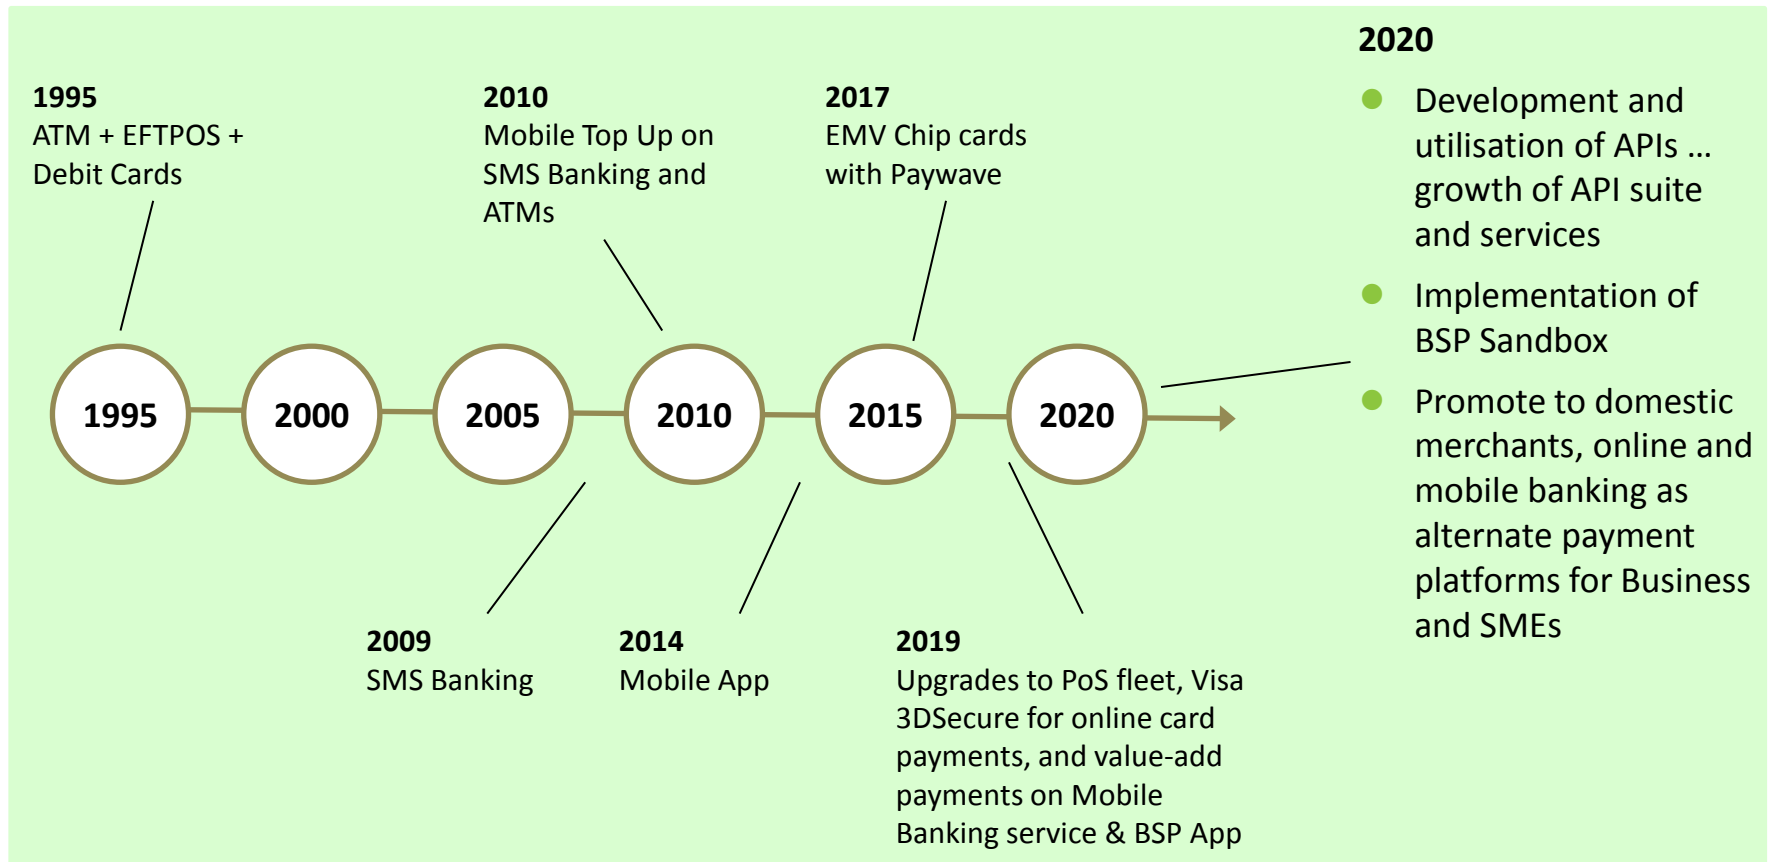 1995
ATM + EFTPOS +
Debit Cards
2010
Mobile Top Up on
SMS Banking and
ATMs
2017
EMV Chip cards
with Paywave
1995
2000
2005
2010
2015
2020
2009
SMS Banking
2014
Mobile App
2019
Upgrades to PoS fleet, Visa
3DSecure for online card
payments, and value-add
payments on Mobile
Banking service & BSP App
2020
Development and
utilisation of APIs ...
growth of API suite
and services
Implementation of
BSP Sandbox
Promote to domestic
merchants, online and
mobile banking as
alternate payment
platforms for Business
and SMEs